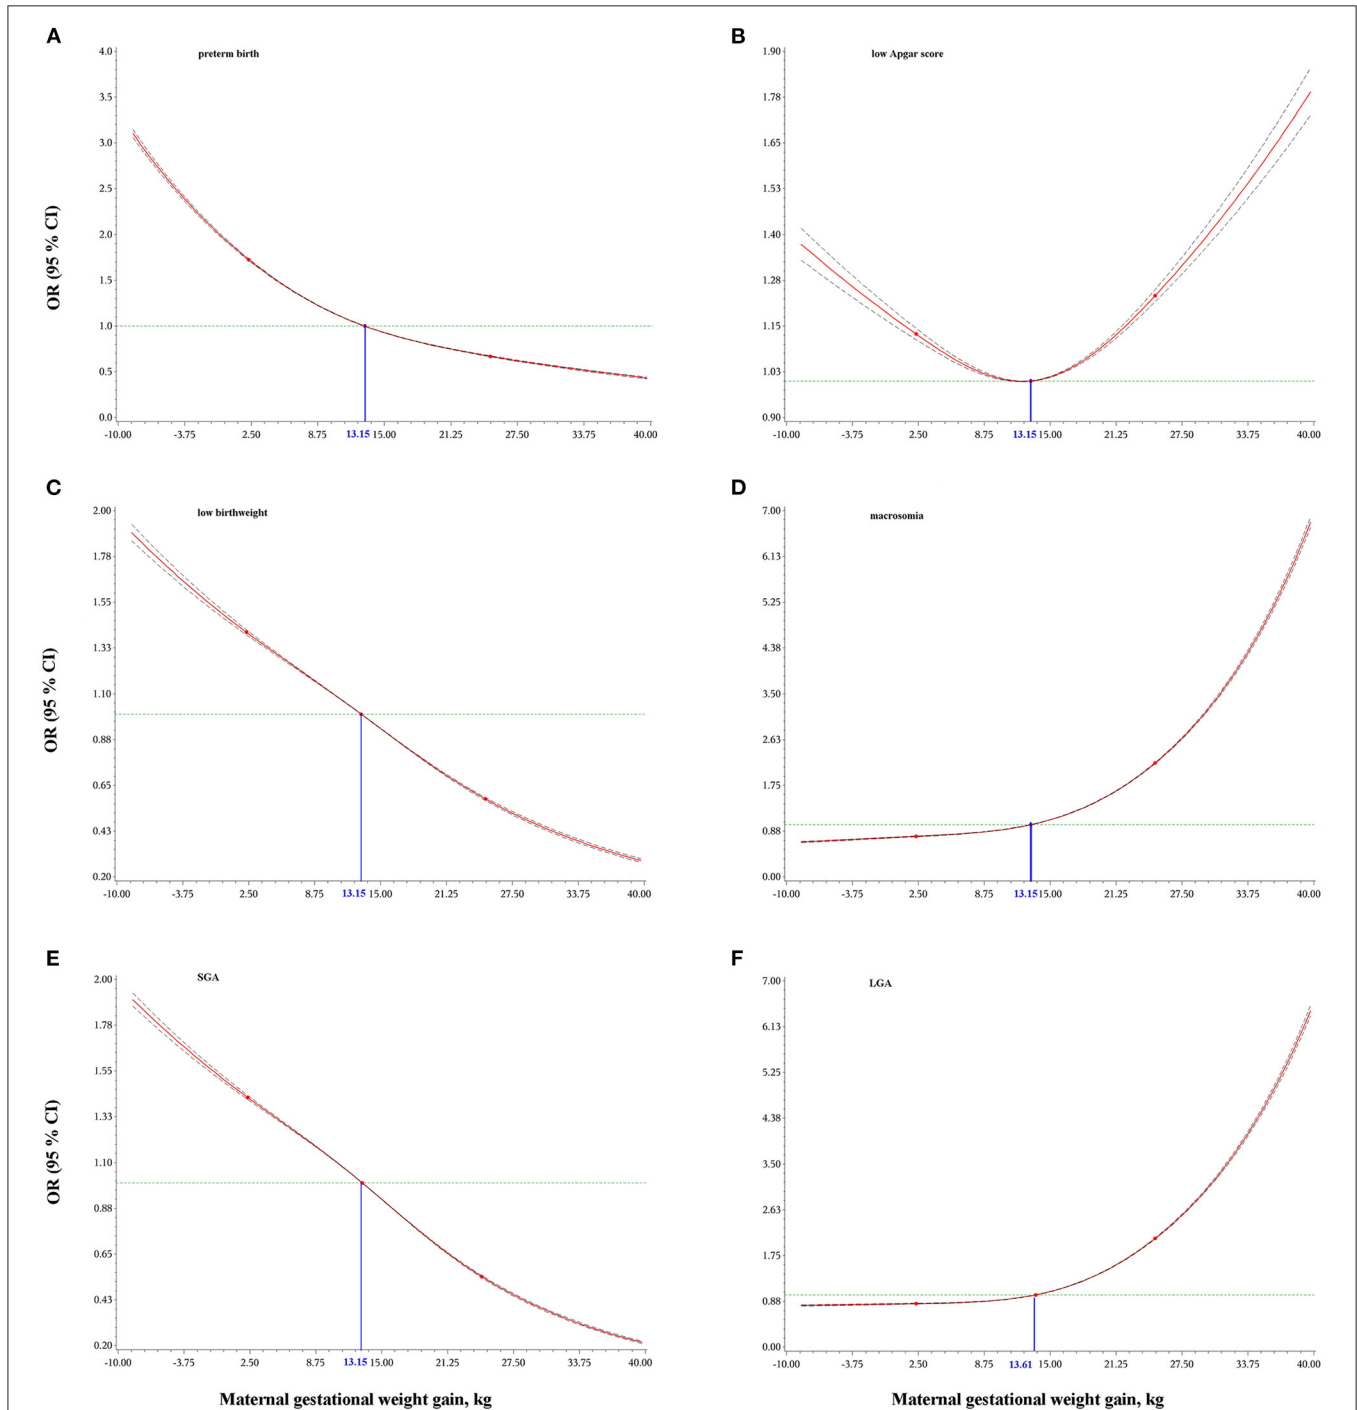 A
preterm birth
OR (95 % CI)
4.0
3.5
3.0
2.5
2.0
1.5
1.0
0.5
0.0
-10.00 -3.75 2.50 8.75 13.15 15.00 21.25 27.50 33.75 40.00
B
low Apgar score
1.90
1.78
1.65
1.53
1.40
1.28
1.15
1.03
0.90
-10.00 -3.75 2.50 8.75 13.15 15.00 21.25 27.50 33.75 40.00
C
low birthweight
OR (95 % CI)
2.00
1.78
1.55
1.33
1.10
0.88
0.65
0.43
0.20
-10.00 -3.75 2.50 8.75 13.15 15.00 21.25 27.50 33.75 40.00
D
macrosomia
7.00
6.13
5.25
4.38
3.50
2.63
1.75
0.88
0.00
-10.00 -3.75 2.50 8.75 13.15 15.00 21.25 27.50 33.75 40.00
E
SGA
OR (95 % CI)
2.00
1.78
1.55
1.33
1.10
0.88
0.65
0.43
0.20
-10.00 -3.75 2.50 8.75 13.15 15.00 21.25 27.50 33.75 40.00
Maternal gestational weight gain, kg
F
LGA
7.00
6.13
5.25
4.38
3.50
2.63
1.75
0.88
0.00
-10.00 -3.75 2.50 8.75 13.61 15.00 21.25 27.50 33.75 40.00
Maternal gestational weight gain, kg